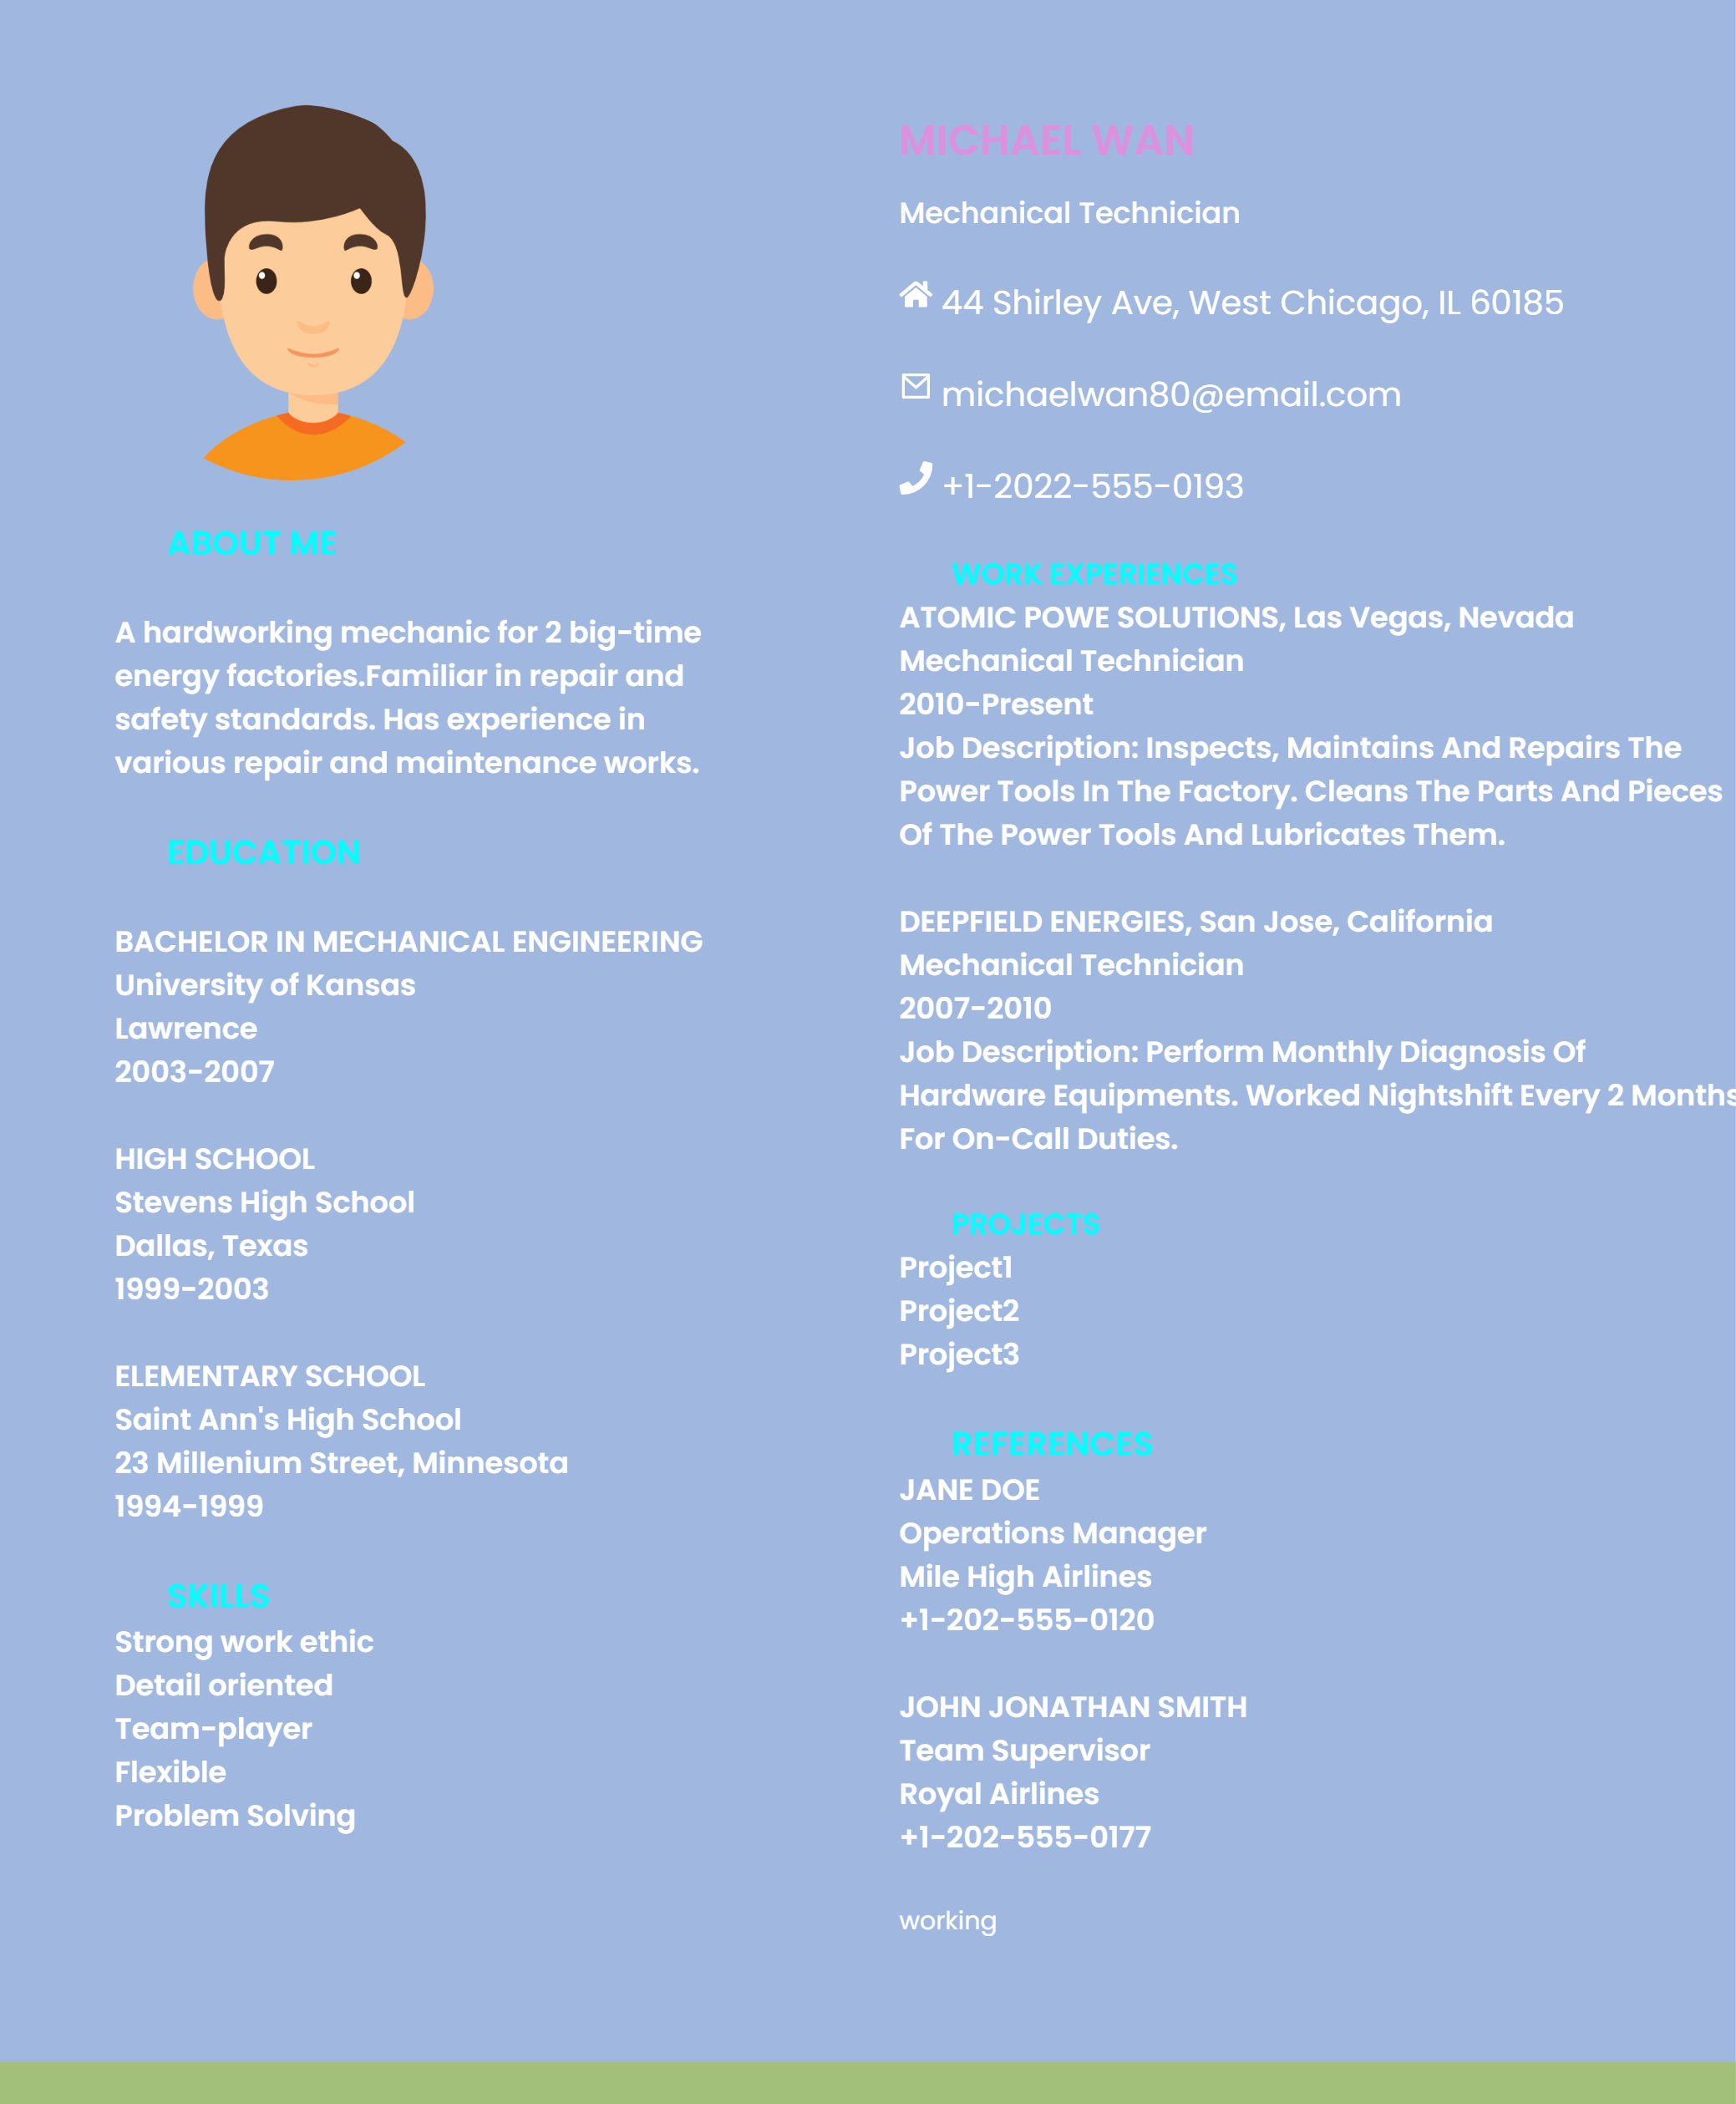 MICHAEL WAN
Mechanical Technician
44 Shirley Ave, West Chicago, IL 60185
michaelwan80@email.com
+1-2022-555-0193
ABOUT ME
A hardworking mechanic for 2 big-time
energy factories.Familiar in repair and
safety standards. Has experience in
various repair and maintenance works.
EDUCATION
BACHELOR IN MECHANICAL ENGINEERING
University of Kansas
Lawrence
2003-2007
HIGH SCHOOL
Stevens High School
Dallas, Texas
1999-2003
ELEMENTARY SCHOOL
Saint Ann's High School
23 Millenium Street, Minnesota
1994-1999
SKILLS
Strong work ethic
Detail oriented
Team-player
Flexible
Problem Solving
WORK EXPERIENCES
ATOMIC POWE SOLUTIONS, Las Vegas, Nevada
Mechanical Technician
2010-Present
Job Description: Inspects, Maintains And Repairs The
Power Tools In The Factory. Cleans The Parts And Pieces
Of The Power Tools And Lubricates Them.
DEEPFIELD ENERGIES, San Jose, California
Mechanical Technician
2007-2010
Job Description: Perform Monthly Diagnosis Of
Hardware Equipments. Worked Nightshift Every 2 Months
For On-Call Duties.
PROJECTS
Project1
Project2
Project3
REFERENCES
JANE DOE
Operations Manager
Mile High Airlines
+1-202-555-0120
JOHN JONATHAN SMITH
Team Supervisor
Royal Airlines
+1-202-555-0177
working